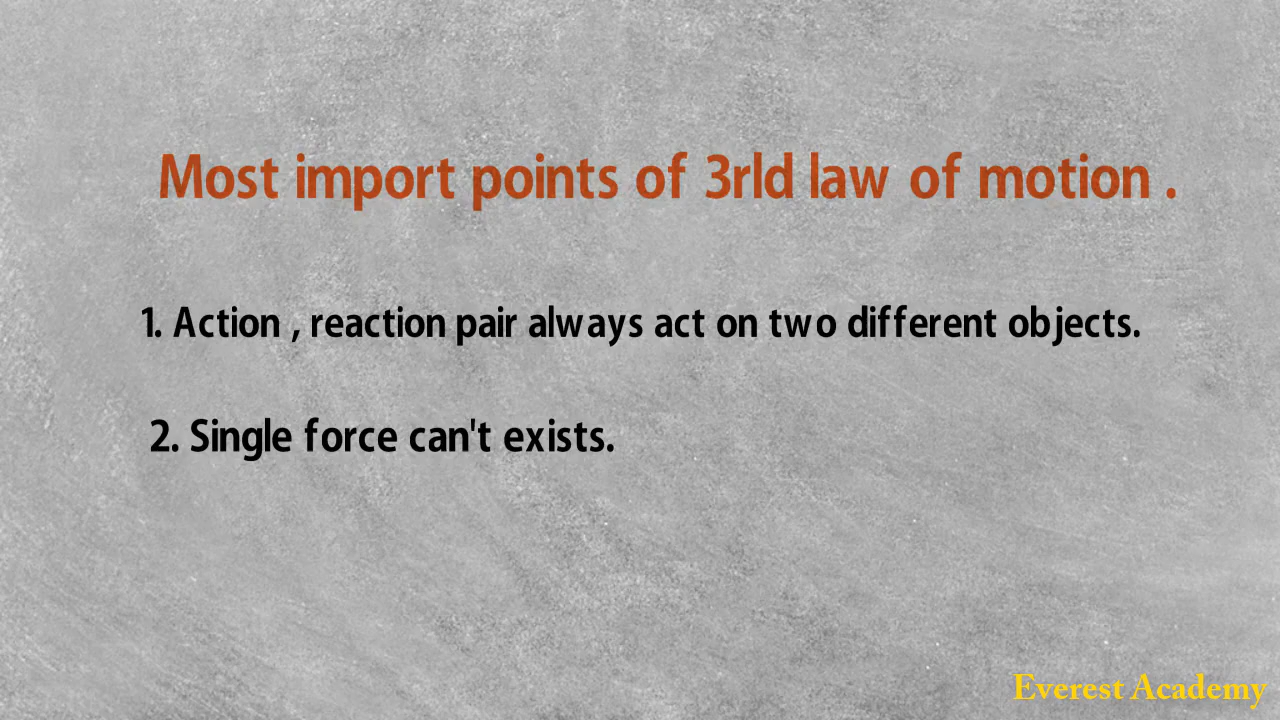 Most import points of 3rld law of motion .
1. Action , reaction pair always act on two different objects.
2. Single force can't exists.
Everest Academy